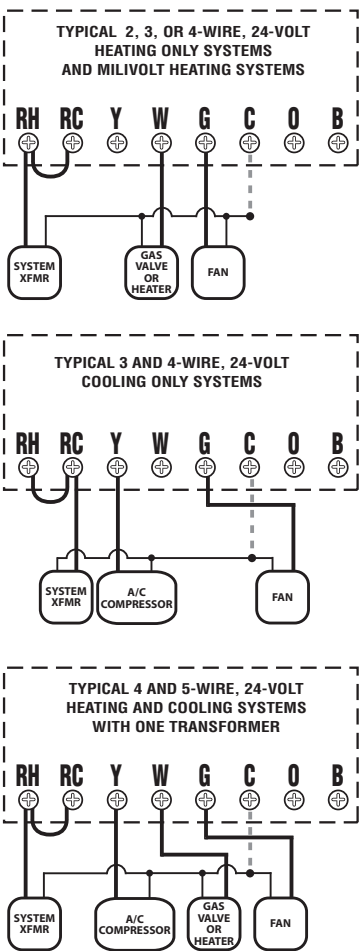 TYPICAL 2, 3, OR 4-WIRE, 24-VOLT
HEATING ONLY SYSTEMS
AND MILIVOLT HEATING SYSTEMS
RH RC Y W G C O B
SYSTEM
XFMR
GAS
VALVE
OR
HEATER
FAN
TYPICAL 3 AND 4-WIRE, 24-VOLT
COOLING ONLY SYSTEMS
RH RC Y W G C O B
SYSTEM
XFMR
A/C
COMPRESSOR
FAN
TYPICAL 4 AND 5-WIRE, 24-VOLT
HEATING AND COOLING SYSTEMS
WITH ONE TRANSFORMER
RH RC Y W G C O B
SYSTEM
XFMR
A/C
COMPRESSOR
GAS
VALVE
OR
HEATER
FAN